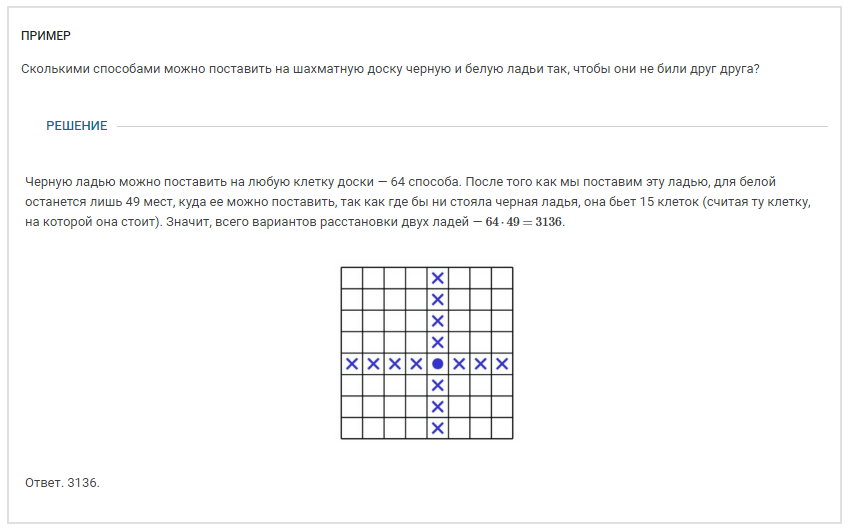 ПРИМЕР
Сколькими способами можно поставить на шахматную доску черную и белую ладьи так, чтобы они не били друг друга?
РЕШЕНИЕ
Черную ладью можно поставить на любую клетку доски — 64 способа. После того как мы поставим эту ладью, для белой
останется лишь 49 мест, куда ее можно поставить, так как где бы ни стояла черная ладья, она бьет 15 клеток (считая ту клетку,
на которой она стоит). Значит, всего вариантов расстановки двух ладей — 64 · 49 = 3136.
Ответ. 3136.